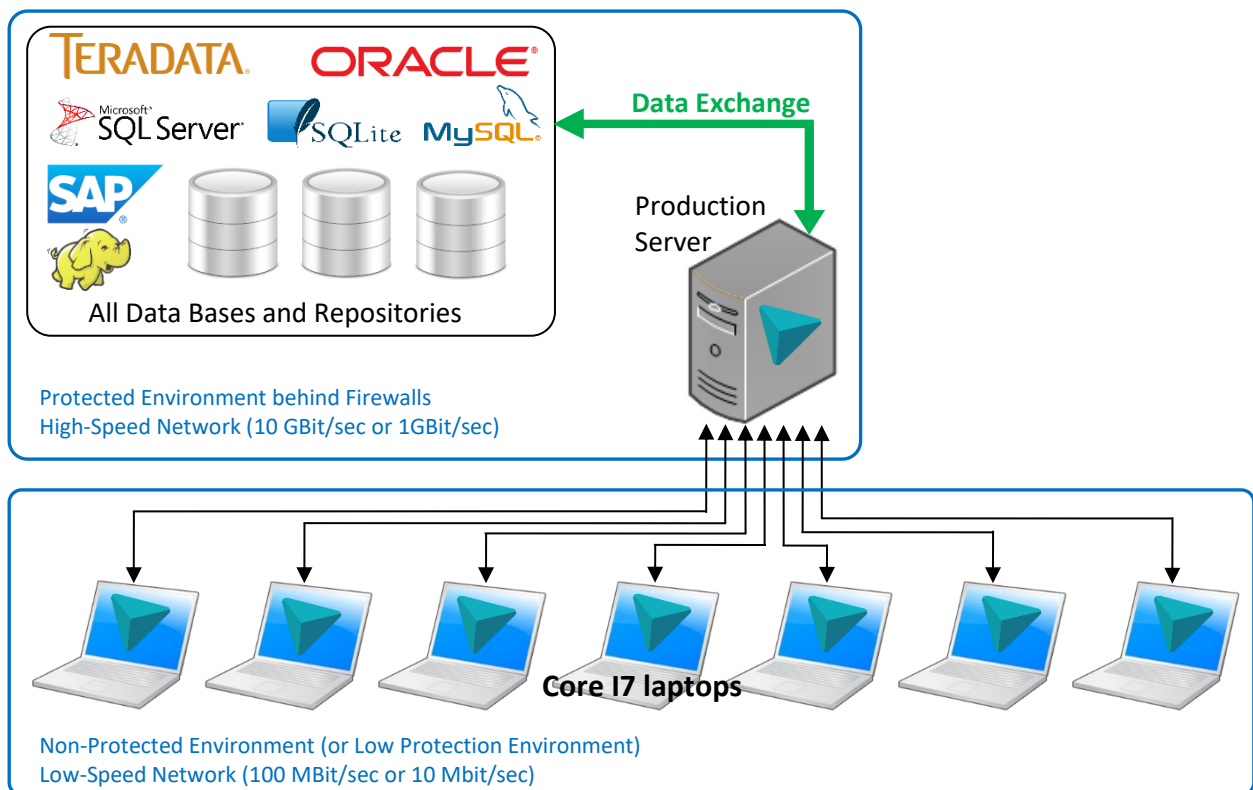 TERADATA.
ORACLE®
Microsoft®
SQL Server®
SQLite
MySQL®
Data Exchange
SAP®
Production
Server
All Data Bases and Repositories
Protected Environment behind Firewalls
High-Speed Network (10 GBit/sec or 1GBit/sec)
Core I7 laptops
Non-Protected Environment (or Low Protection Environment)
Low-Speed Network (100 MBit/sec or 10 Mbit/sec)